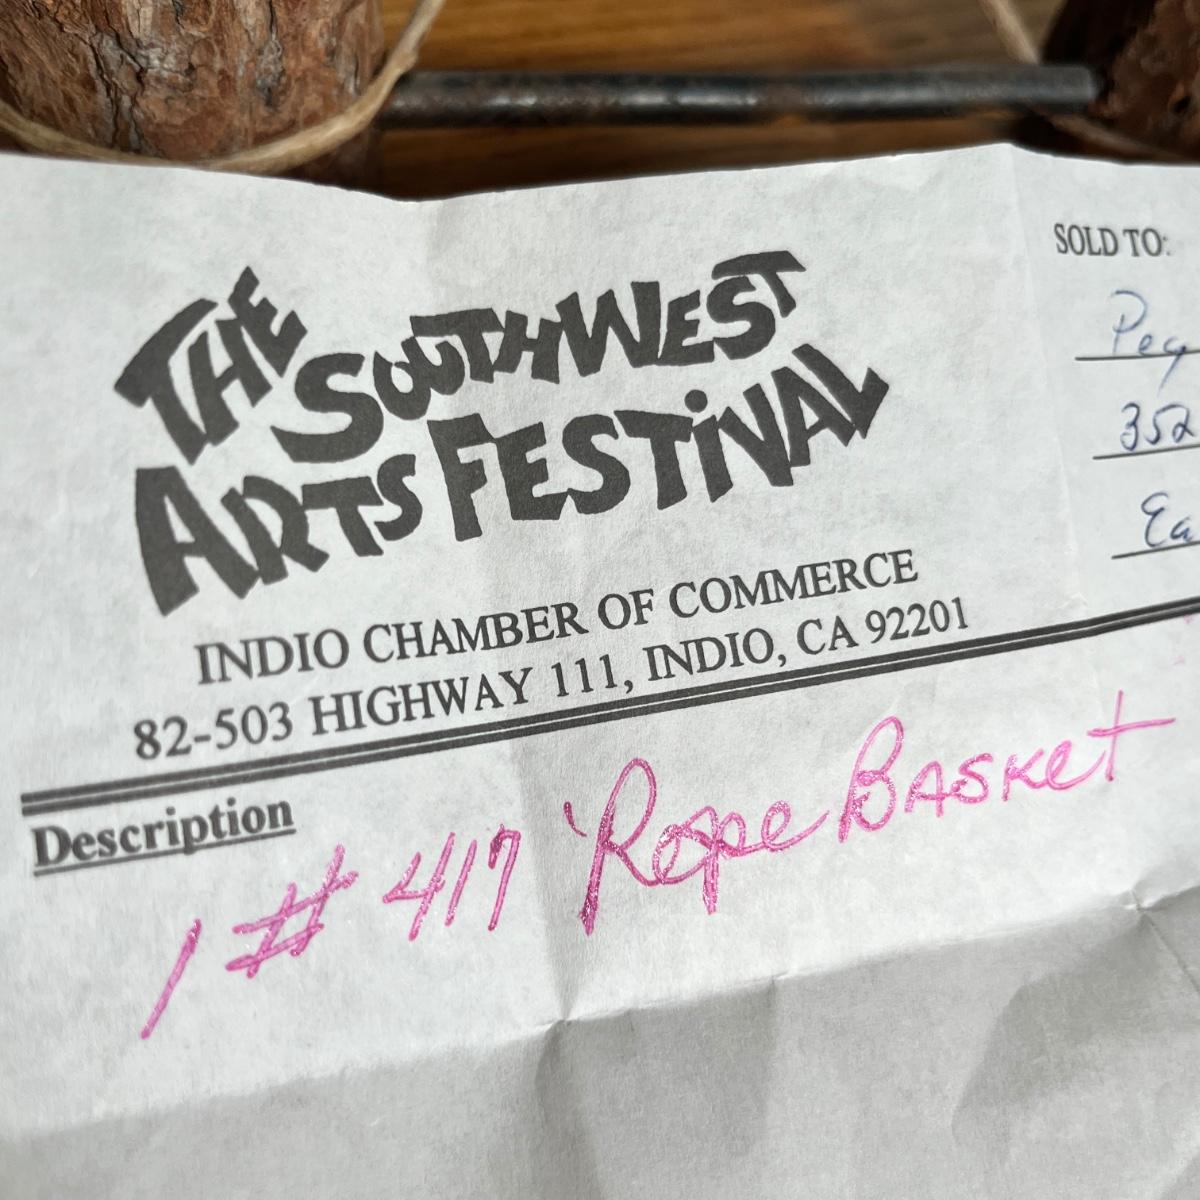 THE SOUTHWEST
ARTS FESTIVAL
INDIO CHAMBER OF COMMERCE
82-503 HIGHWAY 111, INDIO, CA 92201
SOLD TO:
Peg
352
Ea
Description
1 # 417 Rope BASKet